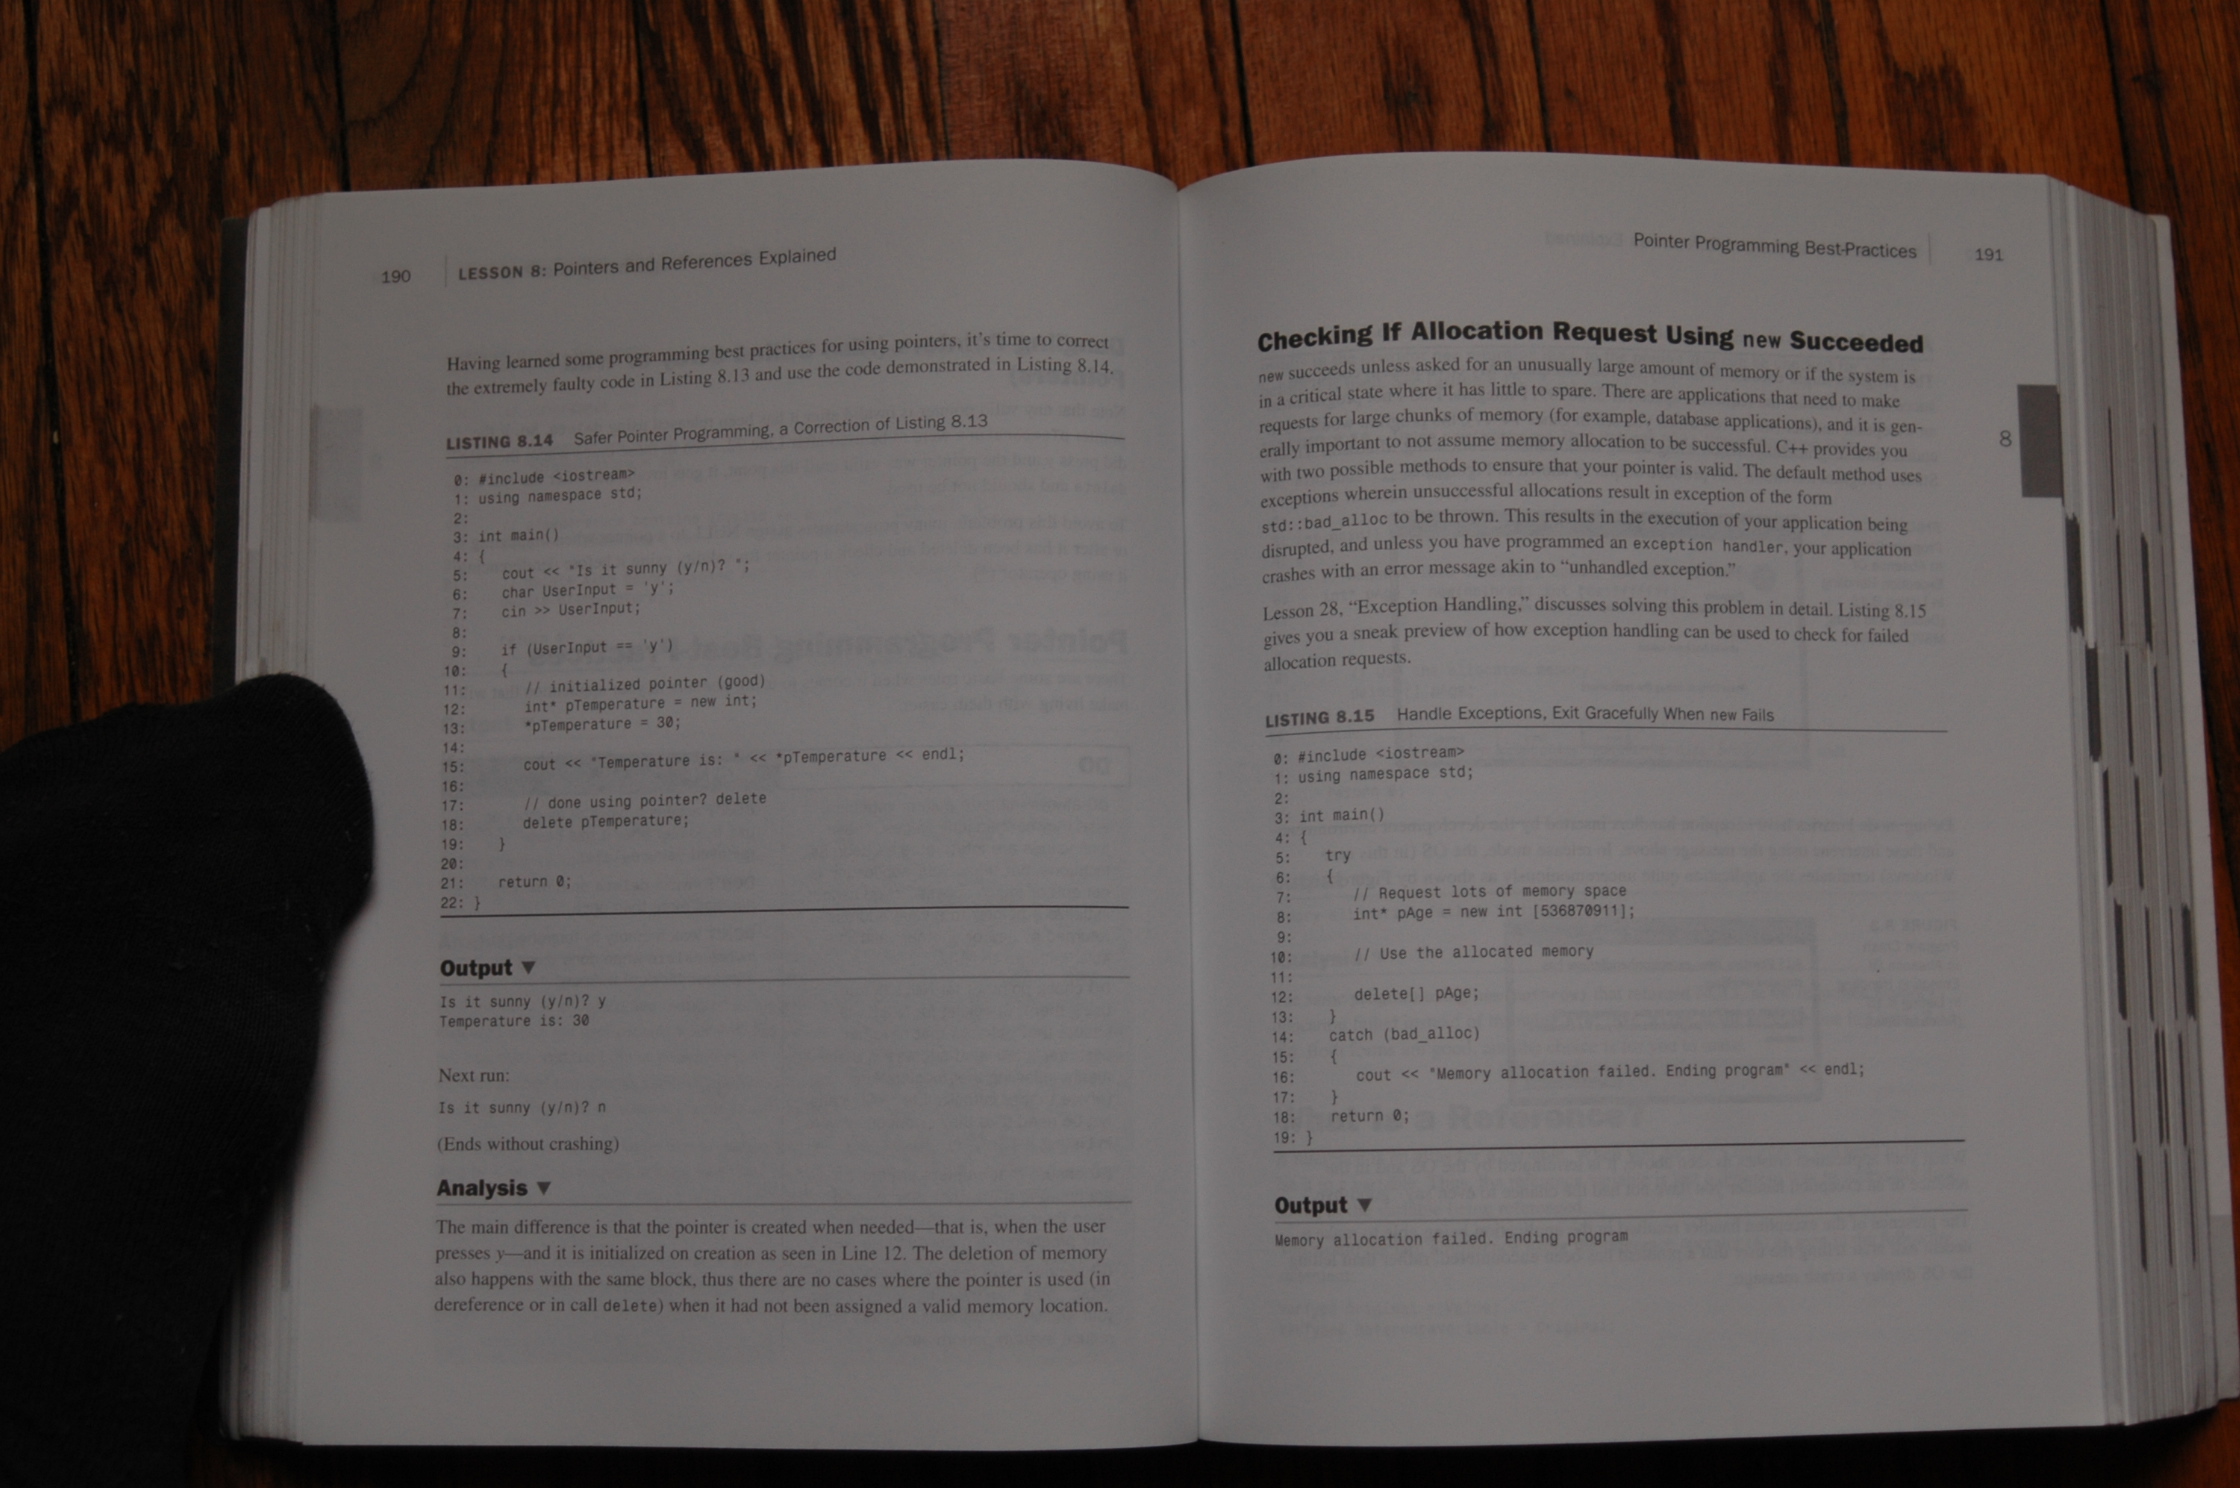 190 LESSON 8: Pointers and References Explained
Having learned some programming best practices for using pointers, it's time to correct
the extremely faulty code in Listing 8.13 and use the code demonstrated in Listing 8.14.
LISTING 8.14 Safer Pointer Programming, a Correction of Listing 8.13
0: #include <iostream>
1: using namespace std;
2:
3: int main()
4: {
5: cout << "Is it sunny (y/n)? ";
6: char UserInput = 'y';
7: cin >> UserInput;
8:
9: if (UserInput == 'y')
10: {
11: // initialized pointer (good)
12: int* pTemperature = new int;
13: *pTemperature = 30;
14:
15: cout << "Temperature is: " << *pTemperature << endl;
16:
17: // done using pointer? delete
18: delete pTemperature;
19: }
20:
21: return 0;
22: }
Output ▼
Is it sunny (y/n)? y
Temperature is: 30
Next run:
Is it sunny (y/n)? n
(Ends without crashing)
Analysis ▼
The main difference is that the pointer is created when needed—that is, when the user
presses y—and it is initialized on creation as seen in Line 12. The deletion of memory
also happens with the same block, thus there are no cases where the pointer is used (in
dereference or in call delete) when it had not been assigned a valid memory location.
Pointer Programming Best-Practices 191
8
Checking If Allocation Request Using new Succeeded
new succeeds unless asked for an unusually large amount of memory or if the system is
in a critical state where it has little to spare. There are applications that need to make
requests for large chunks of memory (for example, database applications), and it is gen-
erally important to not assume memory allocation to be successful. C++ provides you
with two possible methods to ensure that your pointer is valid. The default method uses
exceptions wherein unsuccessful allocations result in exception of the form
std::bad_alloc to be thrown. This results in the execution of your application being
disrupted, and unless you have programmed an exception handler, your application
crashes with an error message akin to “unhandled exception.”
Lesson 28, “Exception Handling,” discusses solving this problem in detail. Listing 8.15
gives you a sneak preview of how exception handling can be used to check for failed
allocation requests.
LISTING 8.15 Handle Exceptions, Exit Gracefully When new Fails
0: #include <iostream>
1: using namespace std;
2:
3: int main()
4: {
5: try
6: {
7: // Request lots of memory space
8: int* pAge = new int [536870911];
9:
10: // Use the allocated memory
11:
12: delete[] pAge;
13: }
14: catch (bad_alloc)
15: {
16: cout << "Memory allocation failed. Ending program" << endl;
17: }
18: return 0;
19: }
Output ▼
Memory allocation failed. Ending program